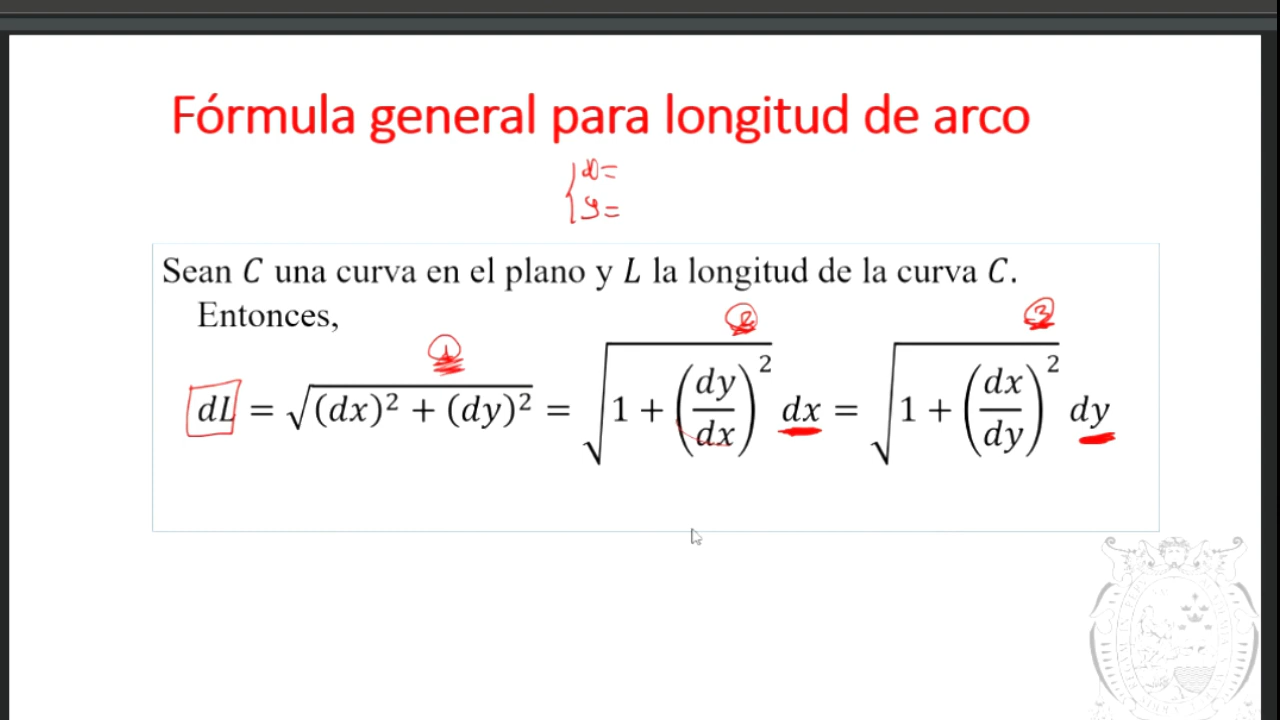 Fórmula general para longitud de arco
y=
Sean C una curva en el plano y L la longitud de la curva C.
Entonces,
① ② ③
dL = √((dx)² + (dy)²) = √(1 + (dy/dx)²) dx = √(1 + (dx/dy)²) dy